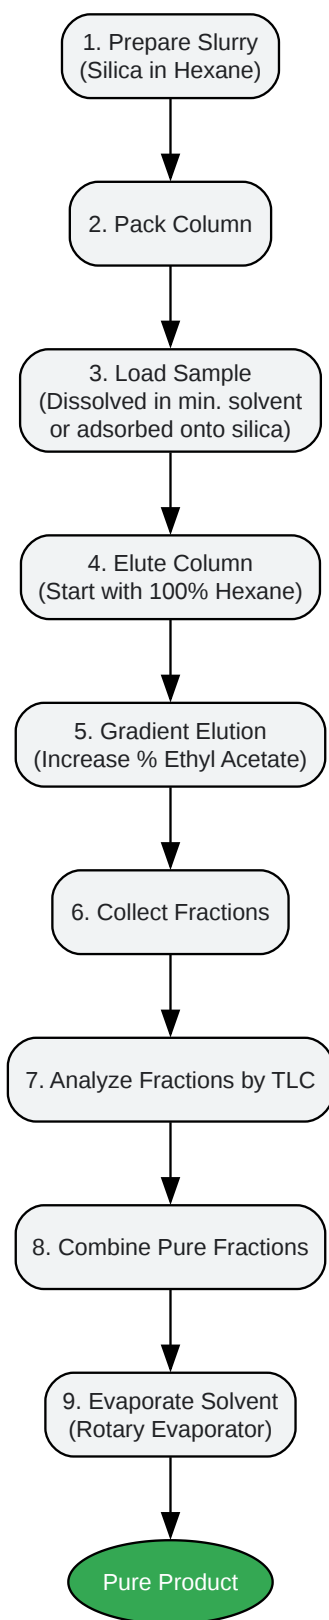 1. Prepare Slurry
(Silica in Hexane)
2. Pack Column
3. Load Sample
(Dissolved in min. solvent
or adsorbed onto silica)
4. Elute Column
(Start with 100% Hexane)
5. Gradient Elution
(Increase % Ethyl Acetate)
6. Collect Fractions
7. Analyze Fractions by TLC
8. Combine Pure Fractions
9. Evaporate Solvent
(Rotary Evaporator)
Pure Product